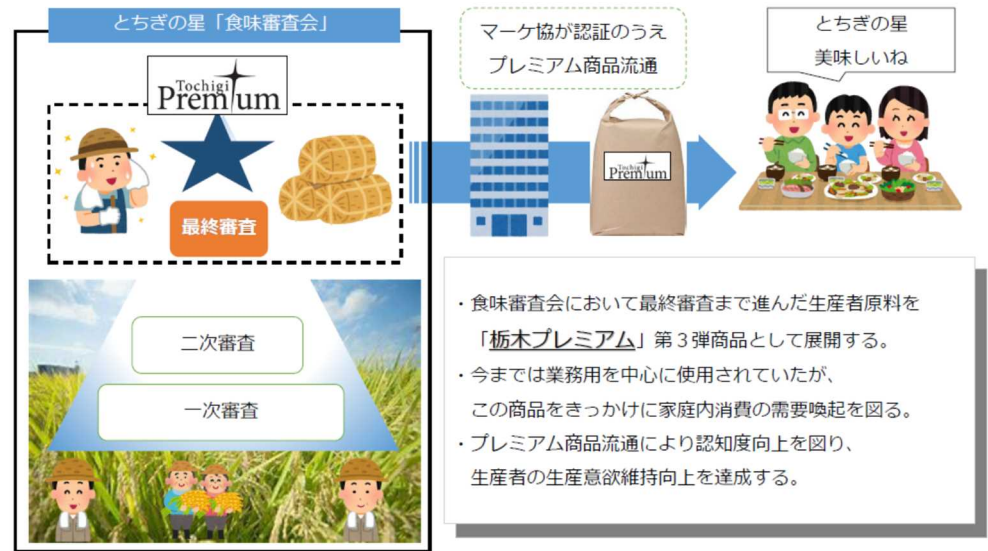 とちぎの星「食味審査会」
Tochigi
Premium
最終審査
二次審査
一次審査
マーケ協が認証のうえ
プレミアム商品流通
Tochigi
Premium
とちぎの星
美味しいね
・食味審査会において最終審査まで進んだ生産者原料を
「栃木プレミアム」第３弾商品として展開する。
・今までは業務用を中心に使用されていたが、
この商品をきっかけに家庭内消費の需要喚起を図る。
・プレミアム商品流通により認知度向上を図り、
生産者の生産意欲維持向上を達成する。